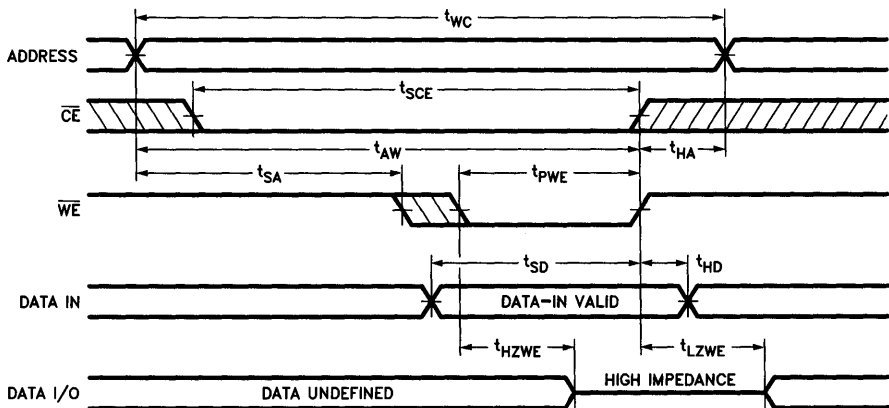 tWC
ADDRESS
tSCE
CE
tAW
tHA
tSA
tPWE
WE
tSD
tHD
DATA IN
DATA-IN VALID
tHZWE
tLZWE
DATA I/O
DATA UNDEFINED
HIGH IMPEDANCE